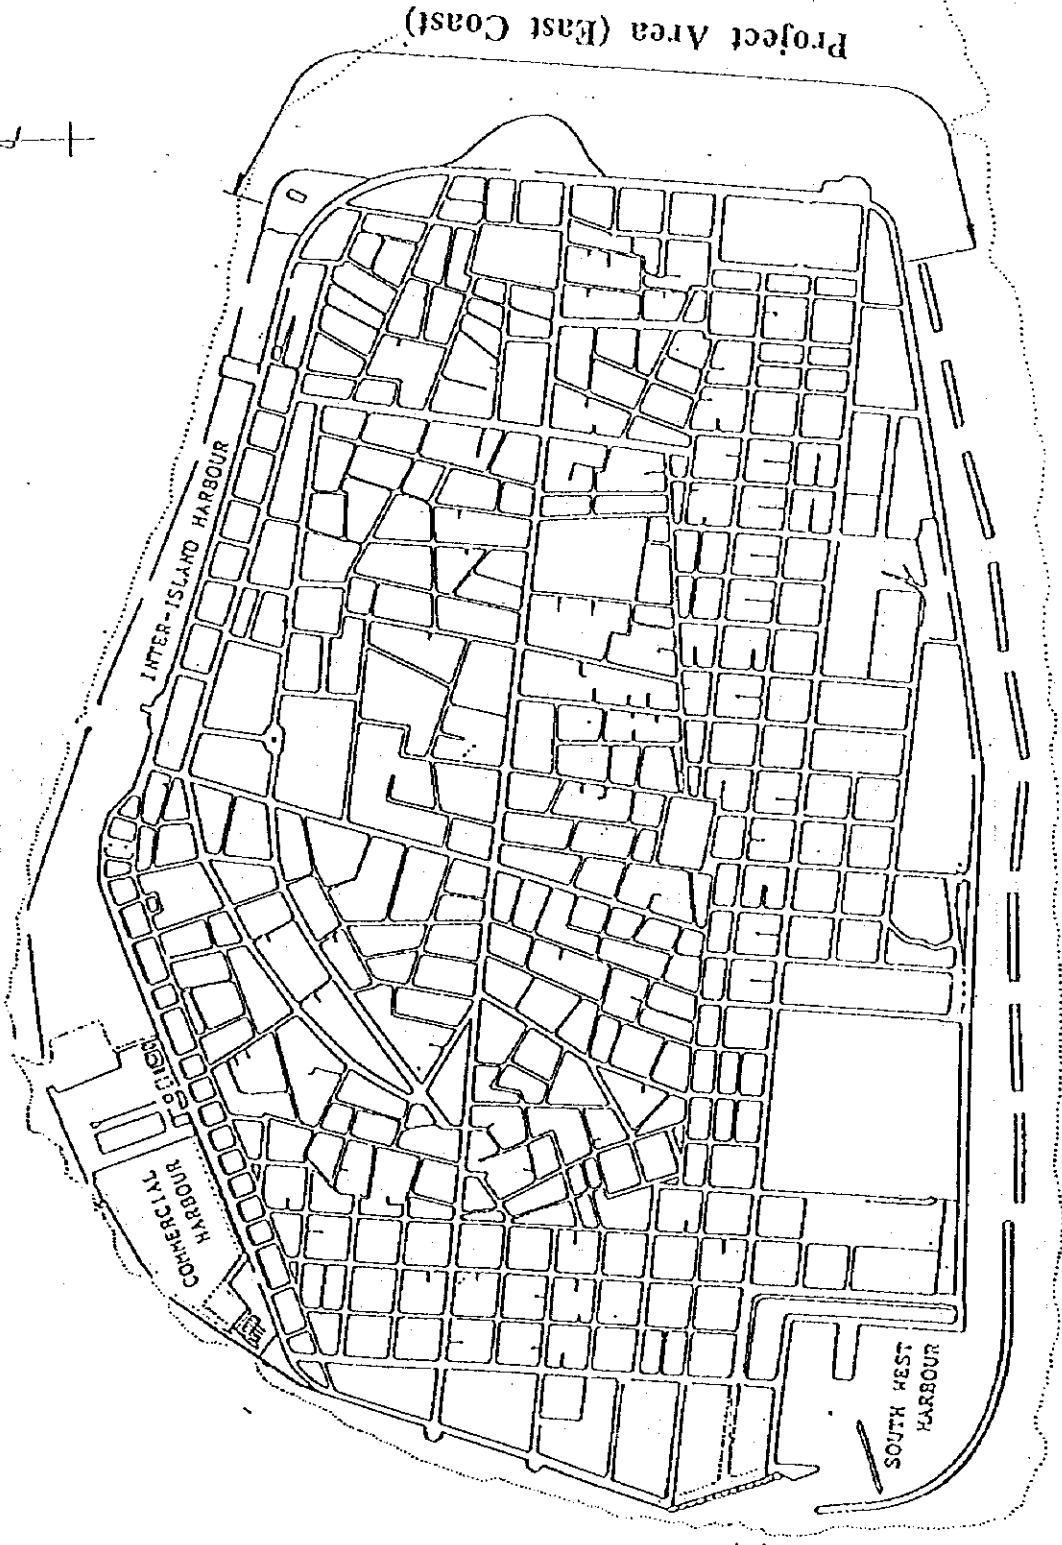 Project Area (East Coast)
INTER-ISLAND HARBOUR
COMMERCIAL
HARBOUR
SOUTH WEST
HARBOUR